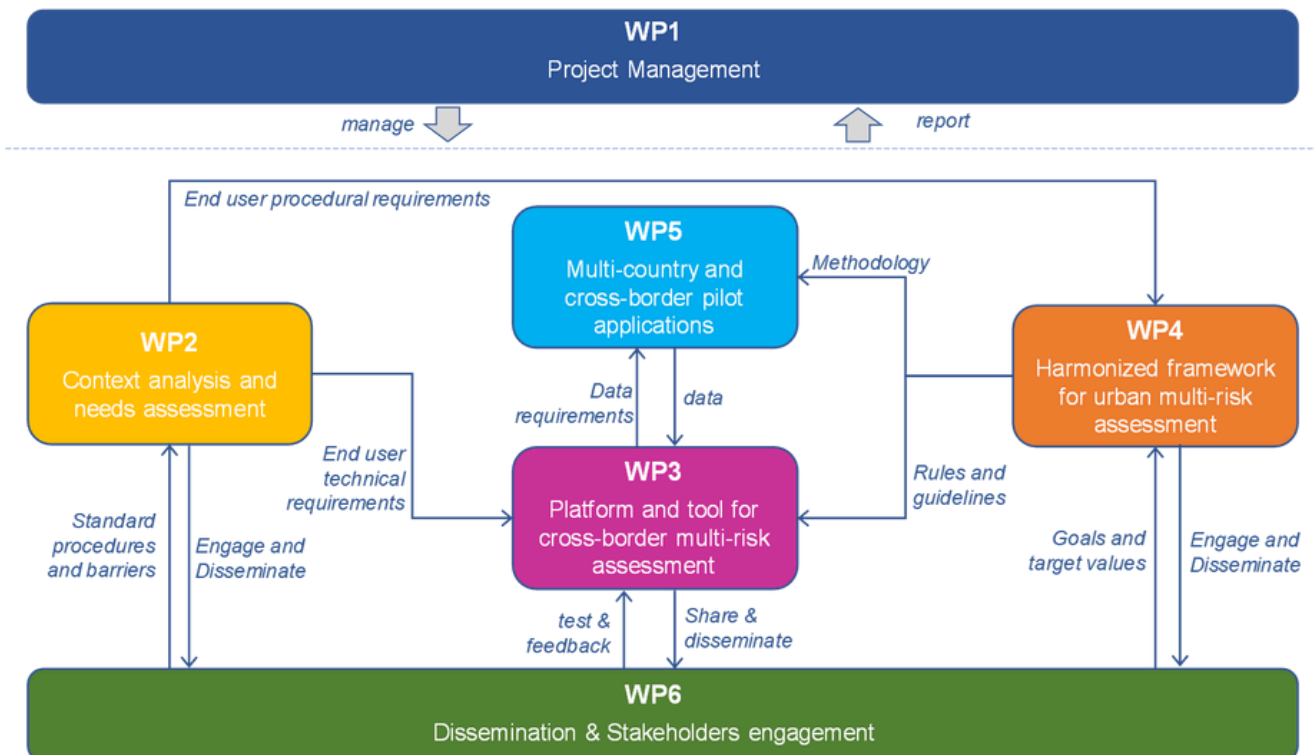 WP1
Project Management
manage
report
End user procedural requirements
WP5
Multi-country and
cross-border pilot
applications
Methodology
WP2
Context analysis and
needs assessment
WP4
Harmonized framework
for urban multi-risk
assessment
Data
requirements
data
End user
technical
requirements
WP3
Platform and tool for
cross-border multi-risk
assessment
Rules and
guidelines
Standard
procedures
and barriers
Engage and
Disseminate
Goals and
target values
Engage and
Disseminate
test &
feedback
Share &
disseminate
WP6
Dissemination & Stakeholders engagement